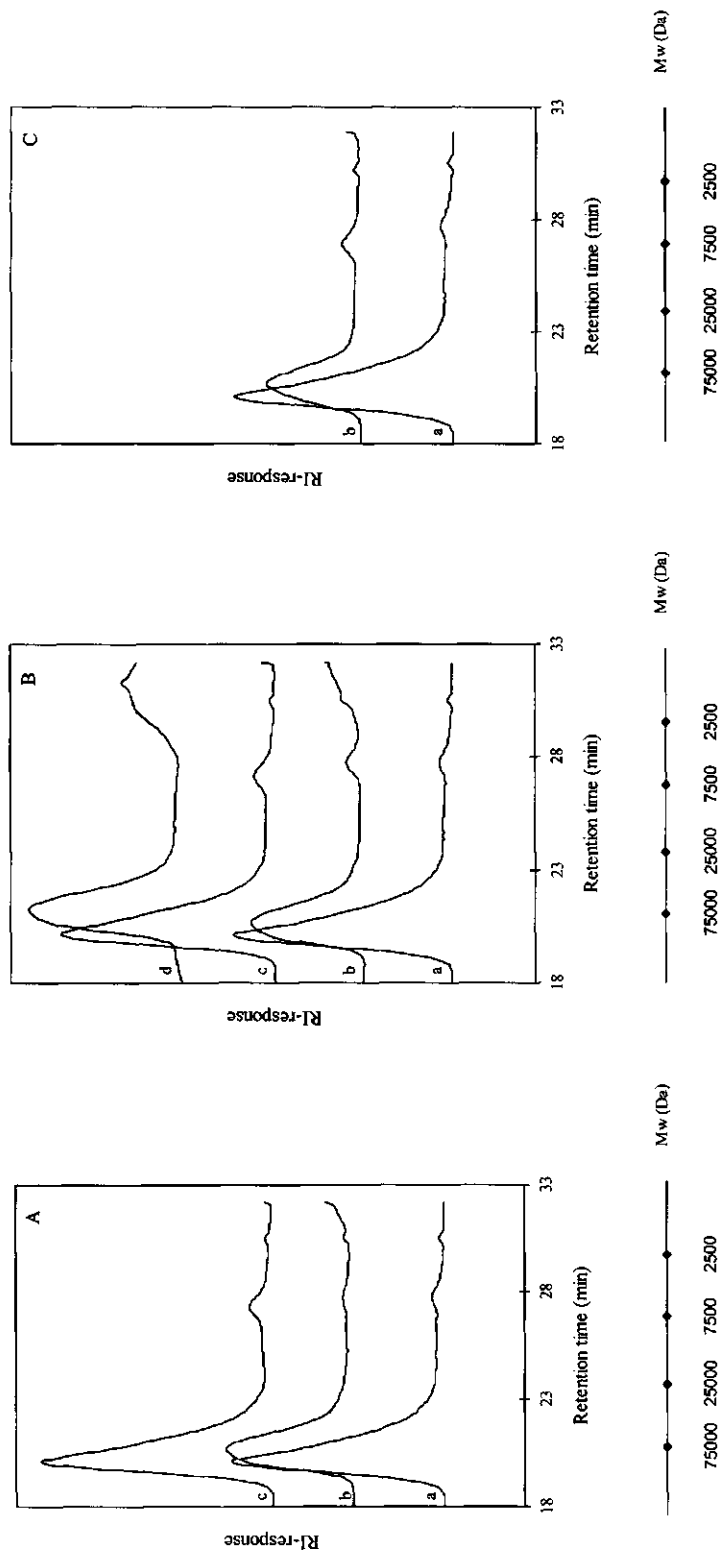 A
RI-response
c
b
a
18
23
28
33
Retention time (min)
Mw (Da)
75000
25000
7500
2500
B
RI-response
d
c
b
a
18
23
28
33
Retention time (min)
Mw (Da)
75000
25000
7500
2500
C
RI-response
b
a
18
23
28
33
Retention time (min)
Mw (Da)
75000
25000
7500
2500